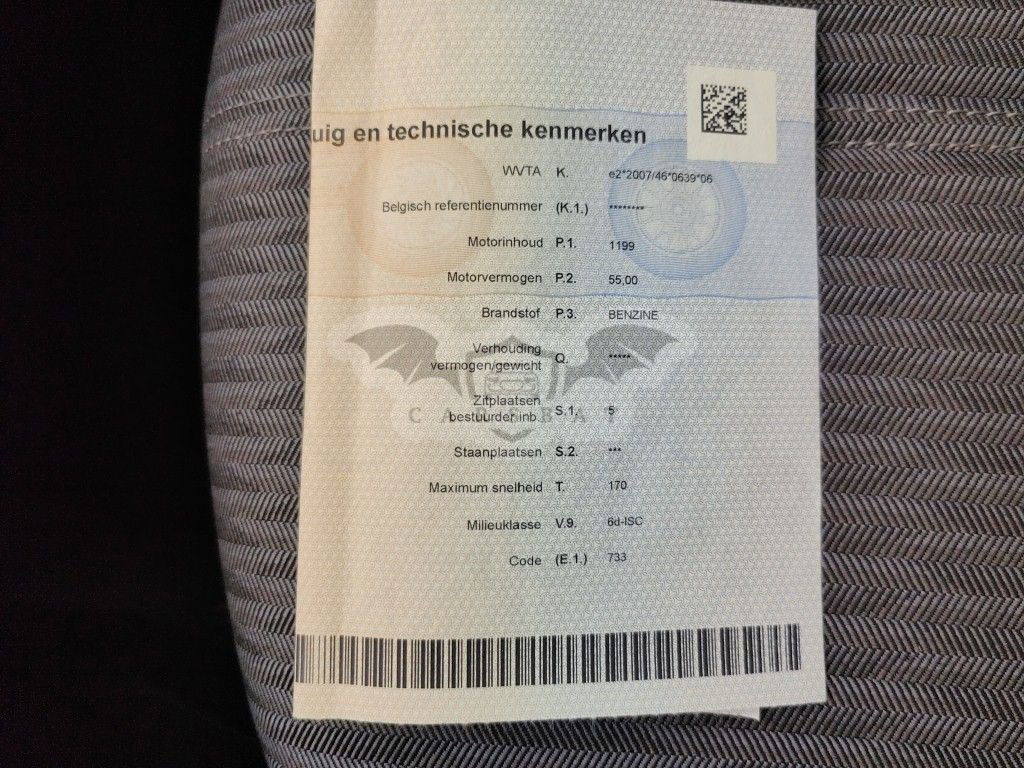 uig en technische kenmerken
WVTA K. e2*2007/46*0639*06
Belgisch referentienummer (K.1.) ********
Motorinhoud P.1. 1199
Motorvermogen P.2. 55,00
Brandstof P.3. BENZINE
Verhouding
vermogen/gewicht Q. *****
Zitplaatsen
bestuurder inb. S.1. 5
Staanplaatsen S.2. ***
Maximum snelheid T. 170
Milieuklasse V.9. 6d-ISC
Code (E.1.) 733